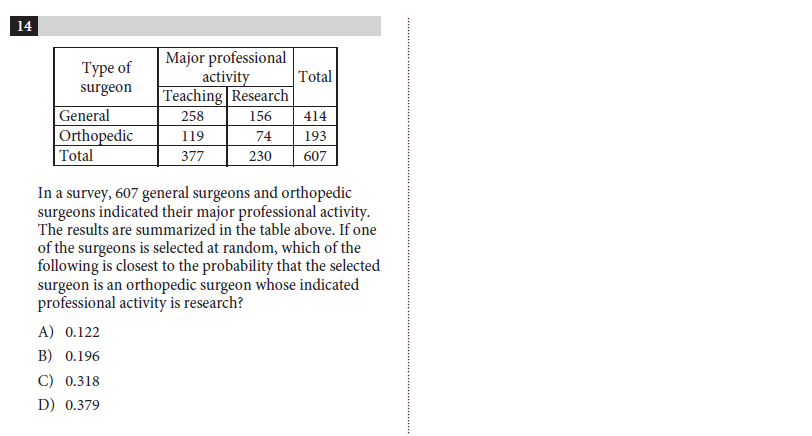 14
Type of surgeon Major professional activity Total
Teaching Research
General 258 156 414
Orthopedic 119 74 193
Total 377 230 607
In a survey, 607 general surgeons and orthopedic
surgeons indicated their major professional activity.
The results are summarized in the table above. If one
of the surgeons is selected at random, which of the
following is closest to the probability that the selected
surgeon is an orthopedic surgeon whose indicated
professional activity is research?
A) 0.122
B) 0.196
C) 0.318
D) 0.379